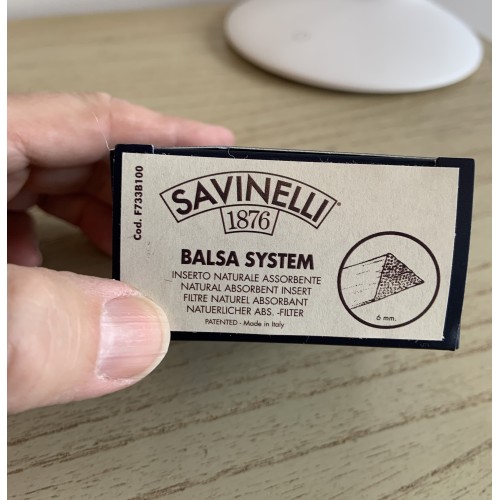 Cod. F733B100
SAVINELLI®
1876
BALSA SYSTEM
INSERTO NATURALE ASSORBENTE
NATURAL ABSORBENT INSERT
FILTRE NATUREL ABSORBANT
NATUERLICHER ABS. -FILTER
PATENTED - Made in Italy
6 mm.